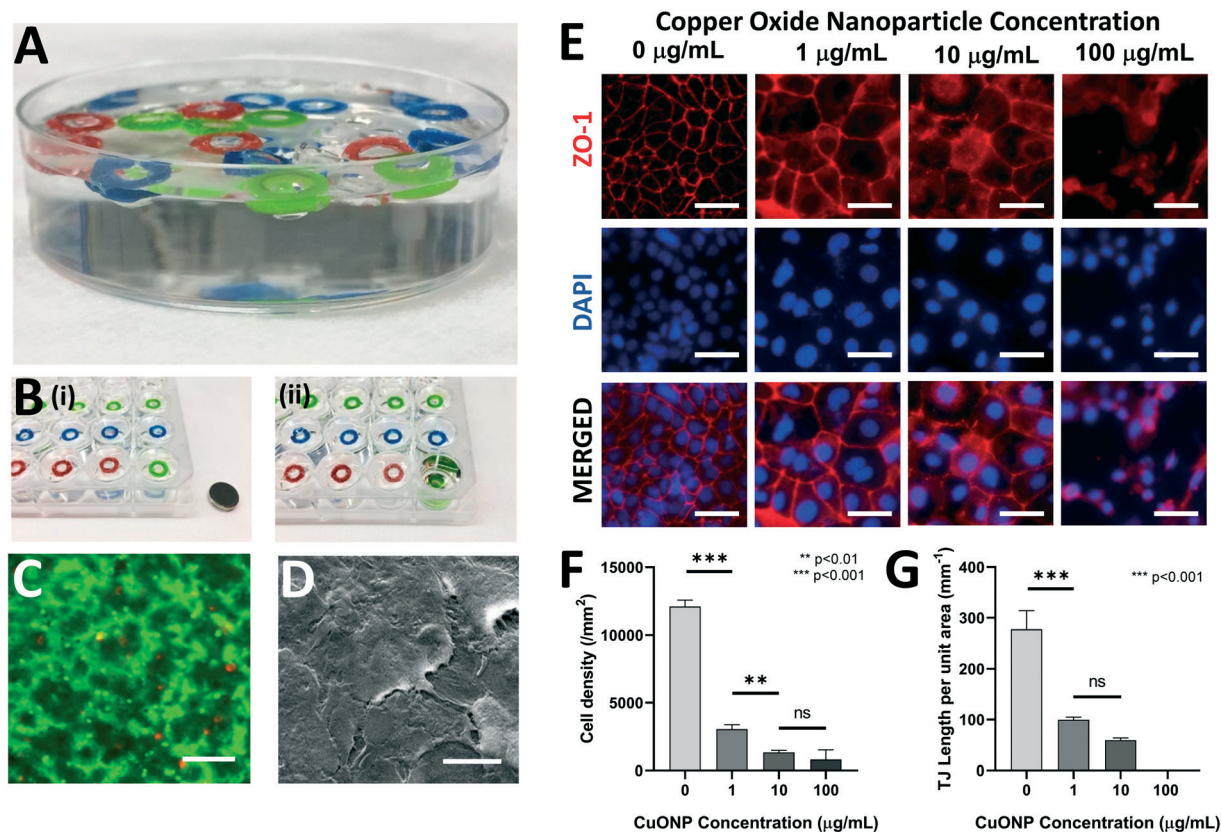 A
B (i)
(ii)
C
D
E
Copper Oxide Nanoparticle Concentration
0 μg/mL
1 μg/mL
10 μg/mL
100 μg/mL
ZO-1
DAPI
MERGED
F
Cell density (/mm²)
15000
10000
5000
0
***
**
ns
** p<0.01
*** p<0.001
0
1
10
100
CuONP Concentration (μg/mL)
G
TJ Length per unit area (mm⁻¹)
400
300
200
100
0
***
ns
*** p<0.001
0
1
10
100
CuONP Concentration (μg/mL)